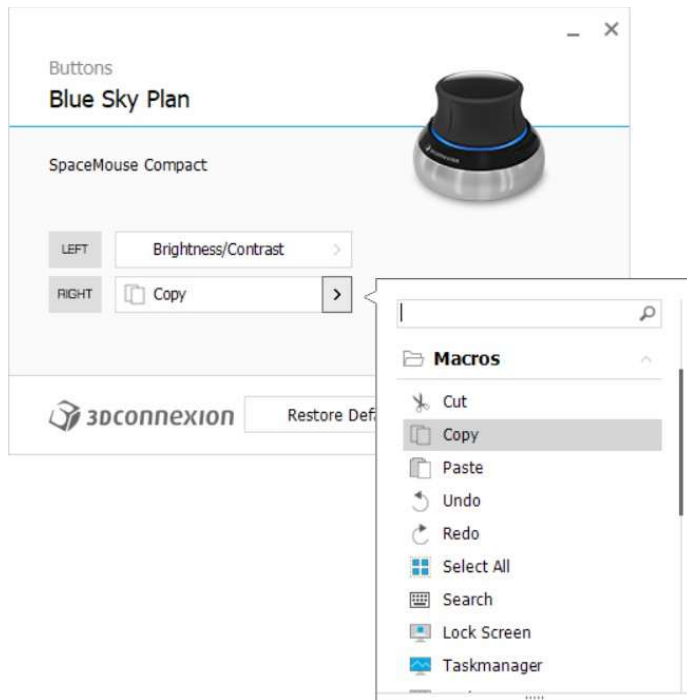 Buttons
Blue Sky Plan
SpaceMouse Compact
LEFT Brightness/Contrast
RIGHT Copy
3Dconnexion
Restore Defa
Macros
Cut
Copy
Paste
Undo
Redo
Select All
Search
Lock Screen
Taskmanager